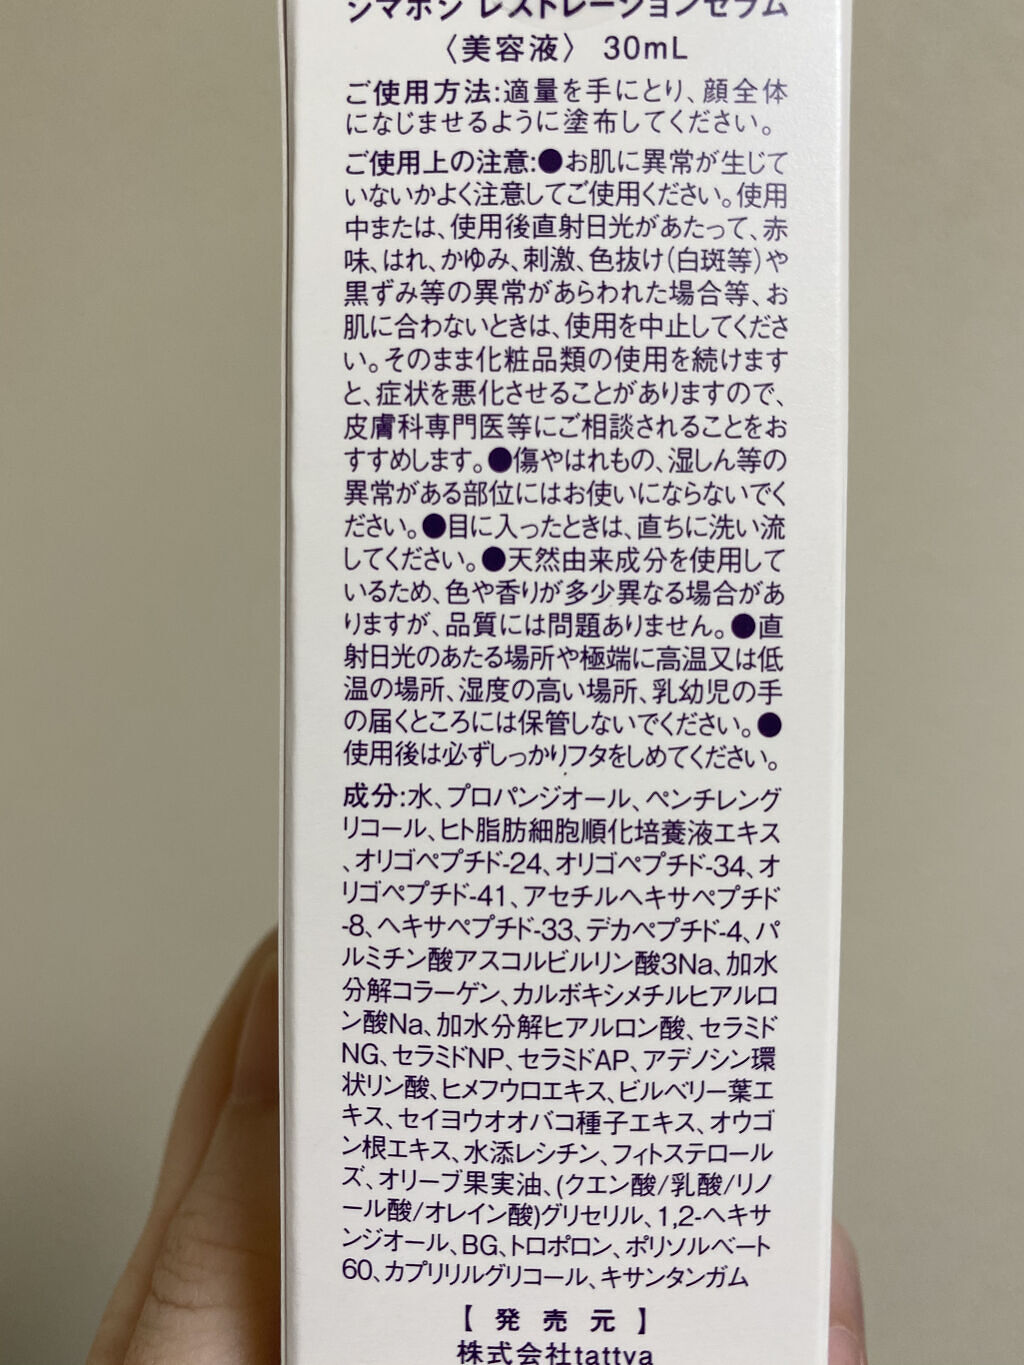 シマボシ レストレーションセラム
〈美容液〉 30mL
ご使用方法:適量を手にとり、顔全体
になじませるように塗布してください。
ご使用上の注意:●お肌に異常が生じて
いないかよく注意してご使用ください。使用
中または、使用後直射日光があたって、赤
味、はれ、かゆみ、刺激、色抜け(白斑等)や
黒ずみ等の異常があらわれた場合等、お
肌に合わないときは、使用を中止してくださ
い。そのまま化粧品類の使用を続けます
と、症状を悪化させることがありますので、
皮膚科専門医等にご相談されることをお
すすめします。●傷やはれもの、湿しん等の
異常がある部位にはお使いにならないでく
ださい。●目に入ったときは、直ちに洗い流
してください。●天然由来成分を使用して
いるため、色や香りが多少異なる場合があ
りますが、品質には問題ありません。●直
射日光のあたる場所や極端に高温又は低
温の場所、湿度の高い場所、乳幼児の手
の届くところには保管しないでください。●
使用後は必ずしっかりフタをしめてください。
成分:水、プロパンジオール、ペンチレング
リコール、ヒト脂肪細胞順化培養液エキス
、オリゴペプチド-24、オリゴペプチド-34、オ
リゴペプチド-41、アセチルヘキサペプチド
-8、ヘキサペプチド-33、デカペプチド-4、パ
ルミチン酸アスコルビルリン酸3Na、加水
分解コラーゲン、カルボキシメチルヒアルロ
ン酸Na、加水分解ヒアルロン酸、セラミド
NG、セラミドNP、セラミドAP、アデノシン環
状リン酸、ヒメフウロエキス、ビルベリー葉エ
キス、セイヨウオオバコ種子エキス、オウゴ
ン根エキス、水添レシチン、フィトステロール
ズ、オリーブ果実油、(クエン酸/乳酸/リノ
ール酸/オレイン酸)グリセリル、1,2-ヘキサ
ンジオール、BG、トロポロン、ポリソルベート
60、カプリリルグリコール、キサンタンガム
【 発 売 元 】
株式会社tattva